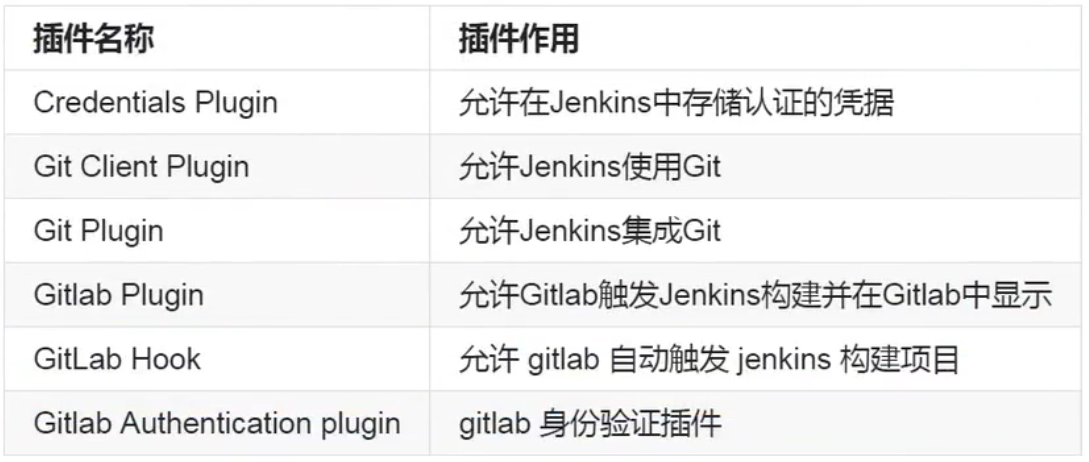 插件名称 插件作用
Credentials Plugin 允许在Jenkins中存储认证的凭据
Git Client Plugin 允许Jenkins使用Git
Git Plugin 允许Jenkins集成Git
Gitlab Plugin 允许Gitlab触发Jenkins构建并在Gitlab中显示
GitLab Hook 允许 gitlab 自动触发 jenkins 构建项目
Gitlab Authentication plugin gitlab 身份验证插件